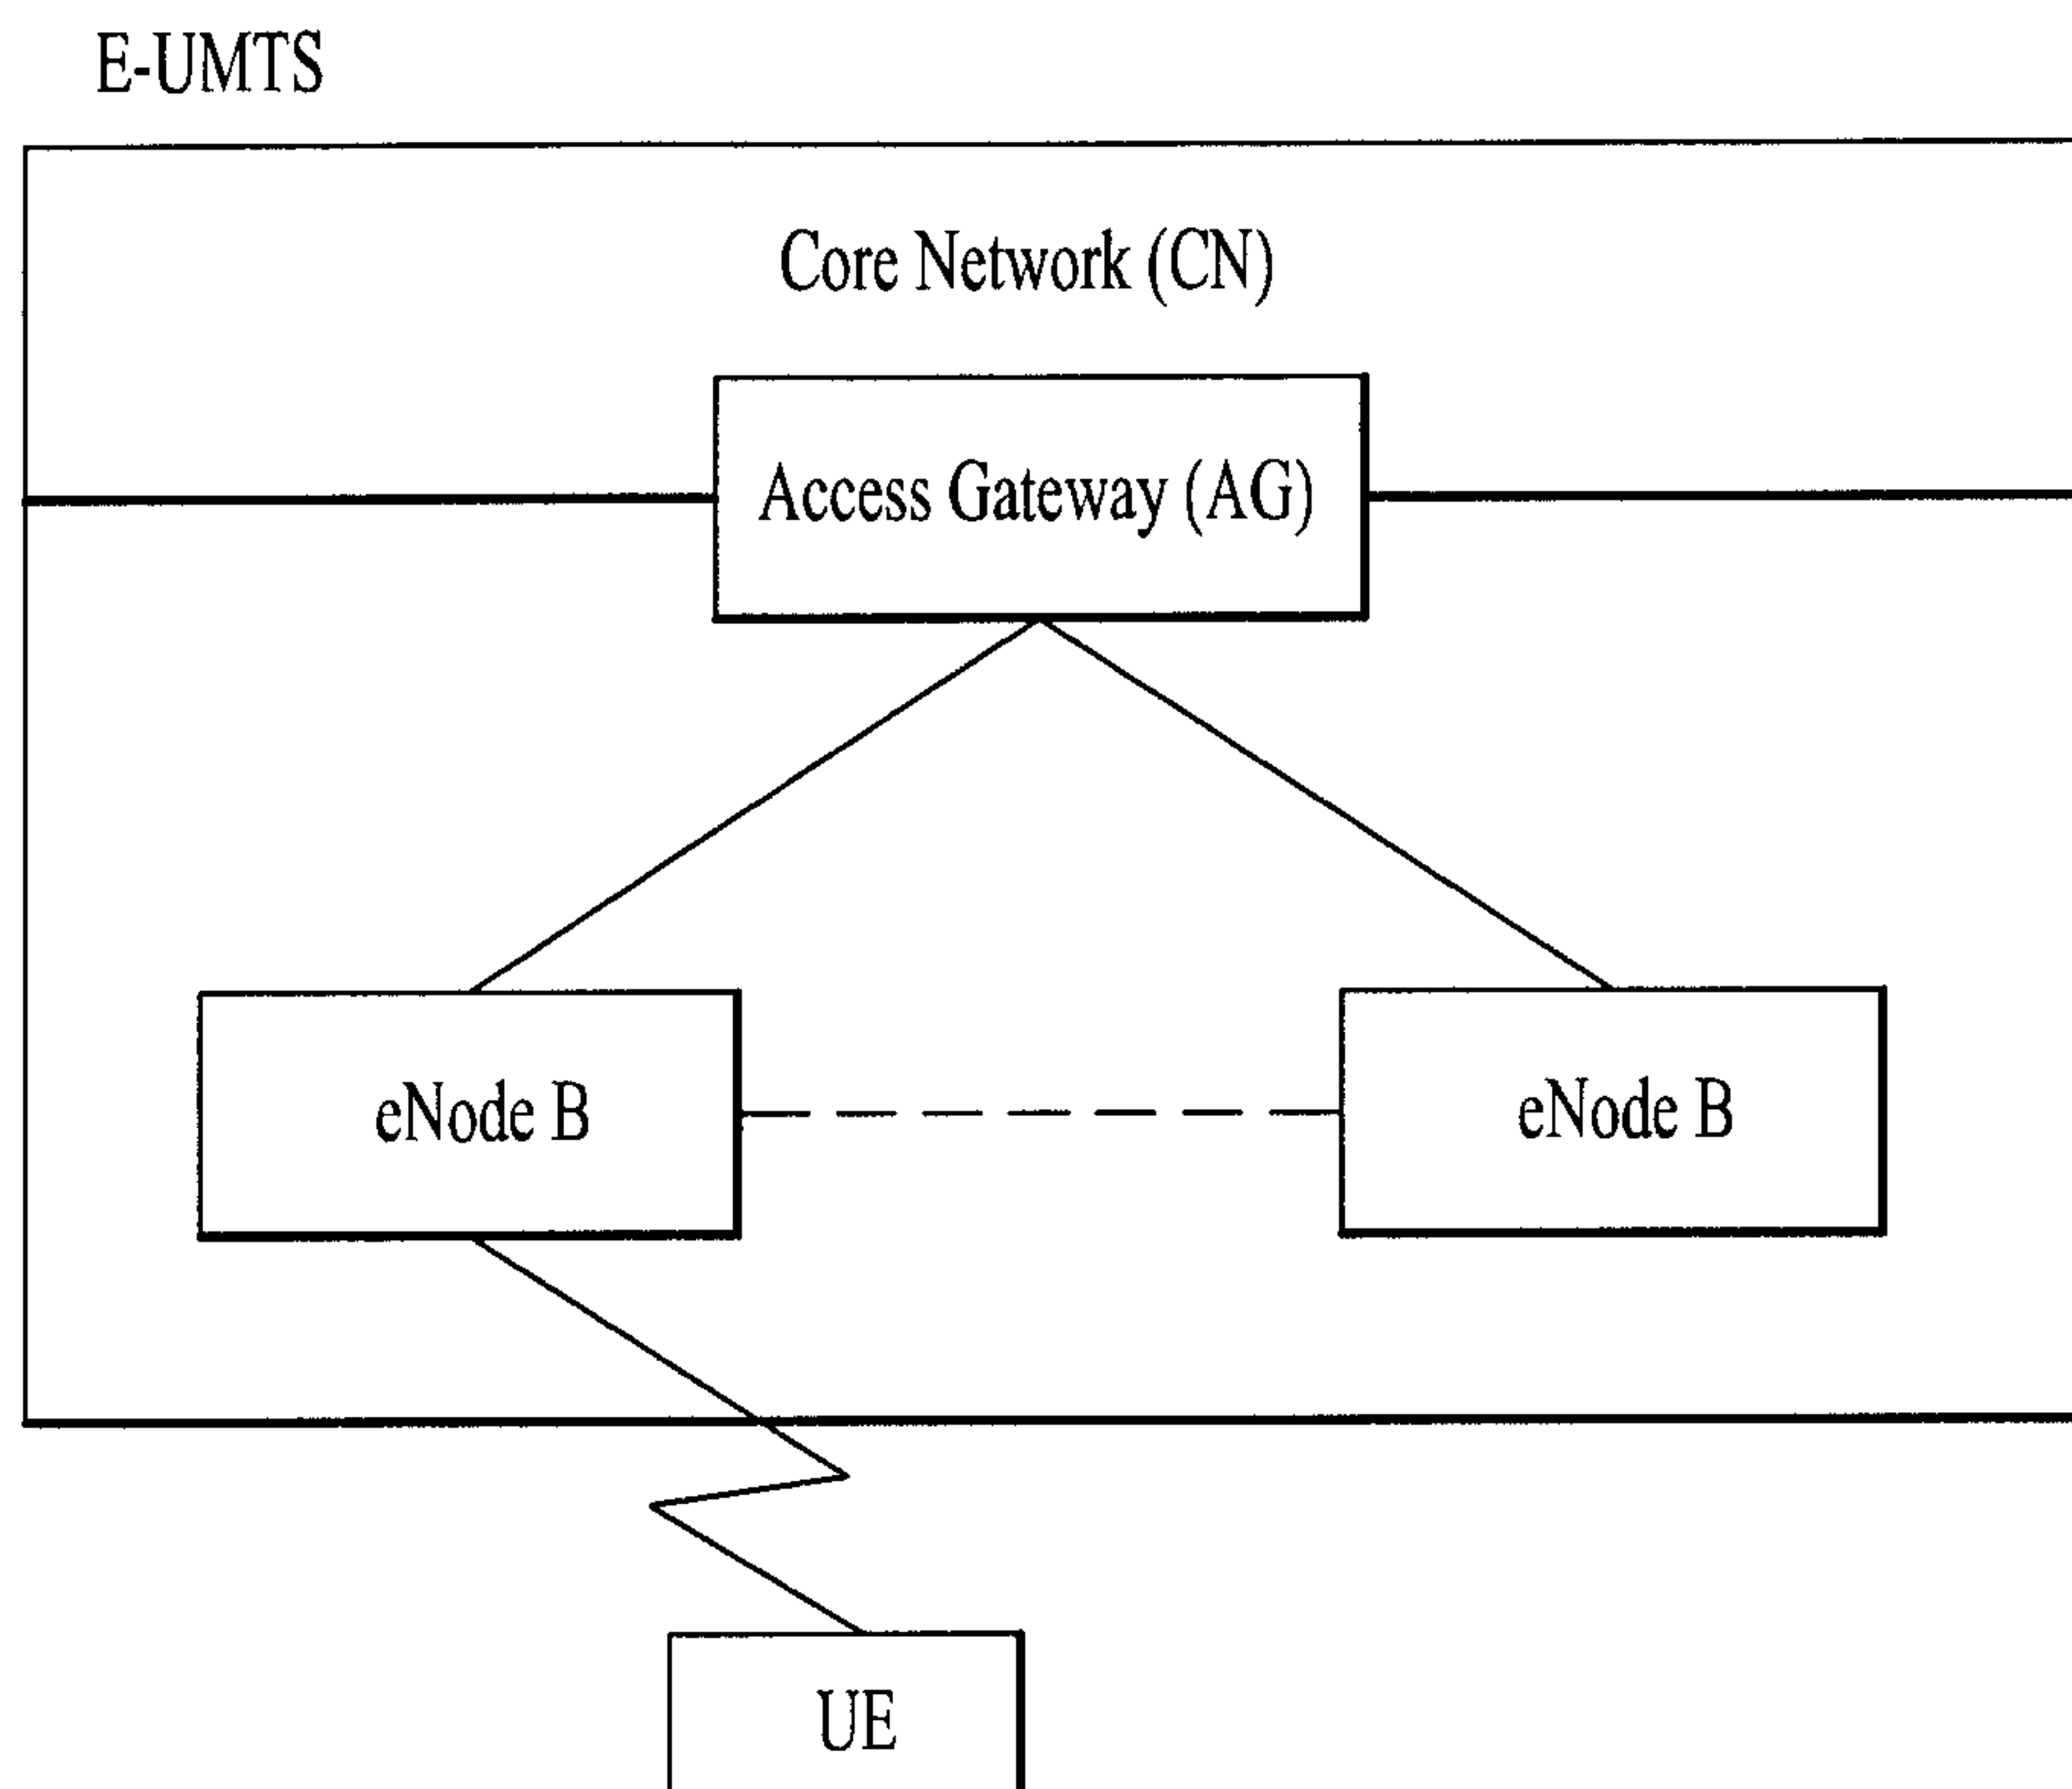 E-UMTS
Core Network (CN)
Access Gateway (AG)
eNode B
eNode B
UE